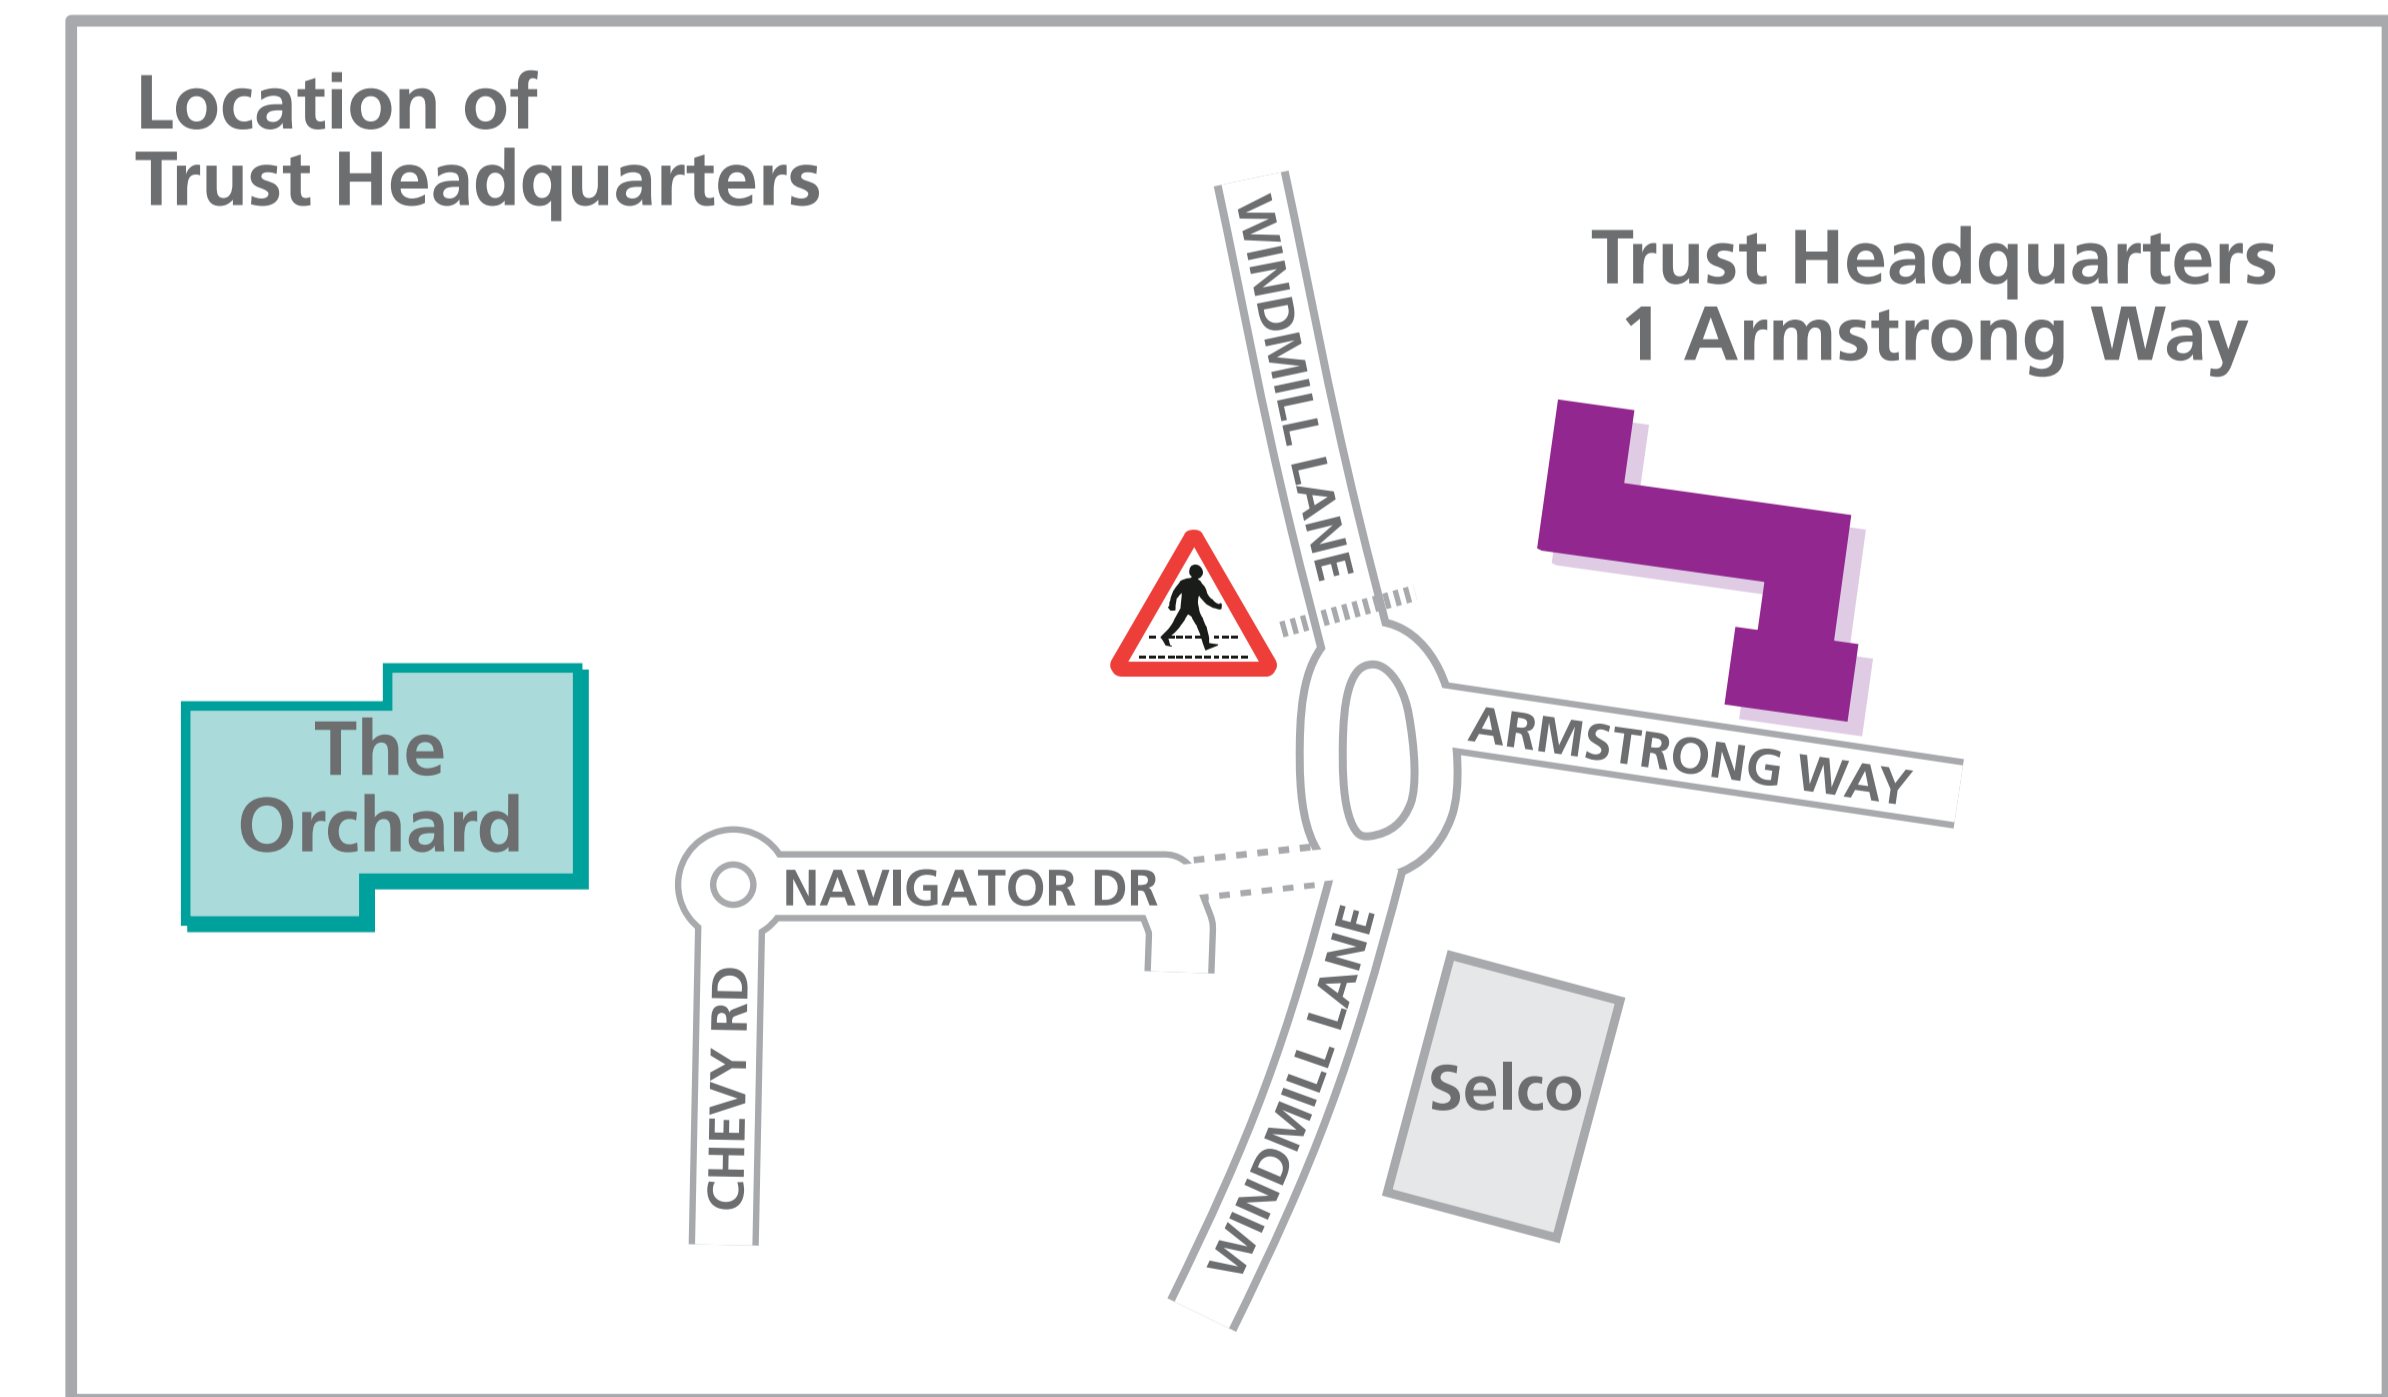 Location of
Trust Headquarters
WINDMILL LANE
Trust Headquarters
1 Armstrong Way
The
Orchard
ARMSTRONG WAY
NAVIGATOR DR
CHEVY RD
WINDMILL LANE
Selco